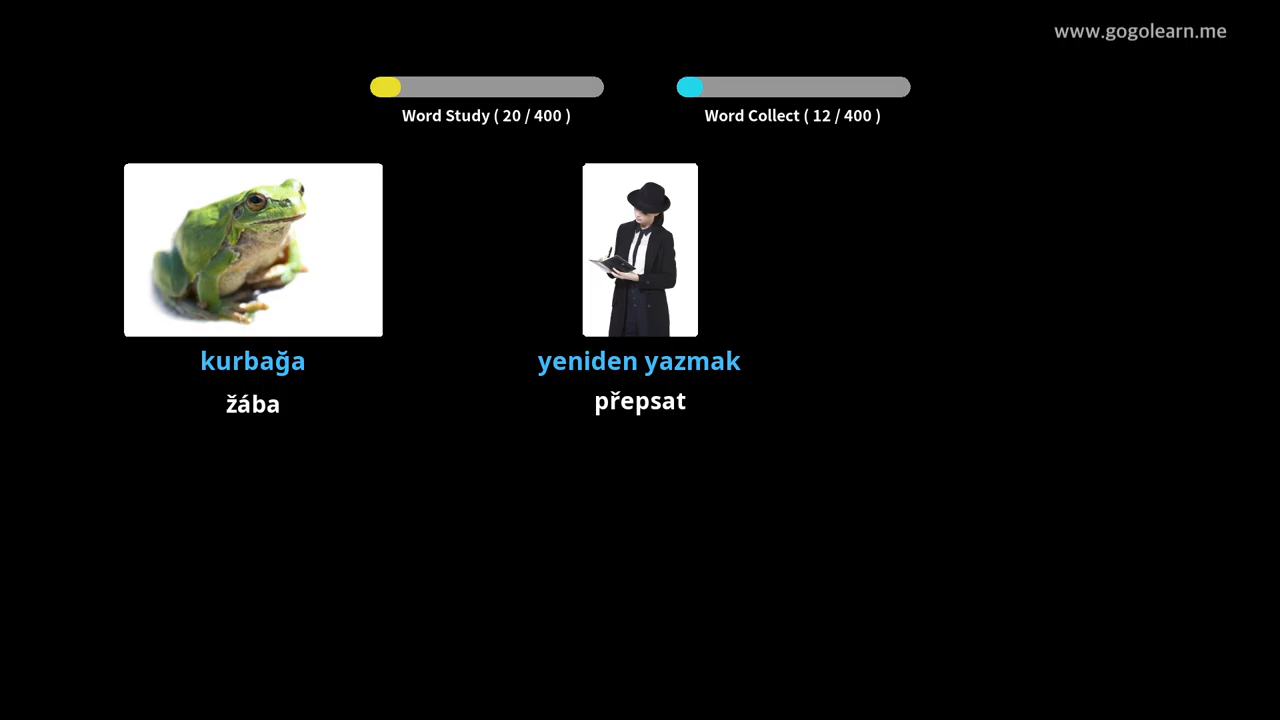 www.gogolearn.me
Word Study ( 20 / 400 )
Word Collect ( 12 / 400 )
kurbağa
žába
yeniden yazmak
přepsat